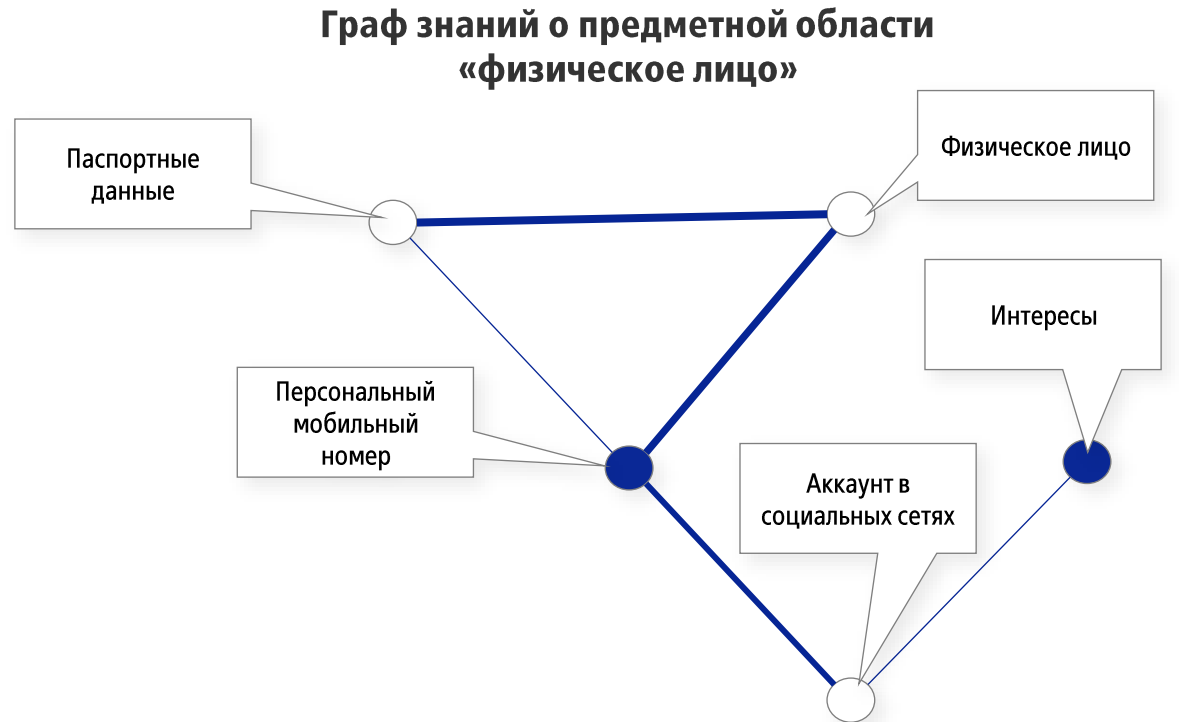 Граф знаний о предметной области
«физическое лицо»
Паспортные
данные
Физическое лицо
Интересы
Персональный
мобильный
номер
Аккаунт в
социальных сетях